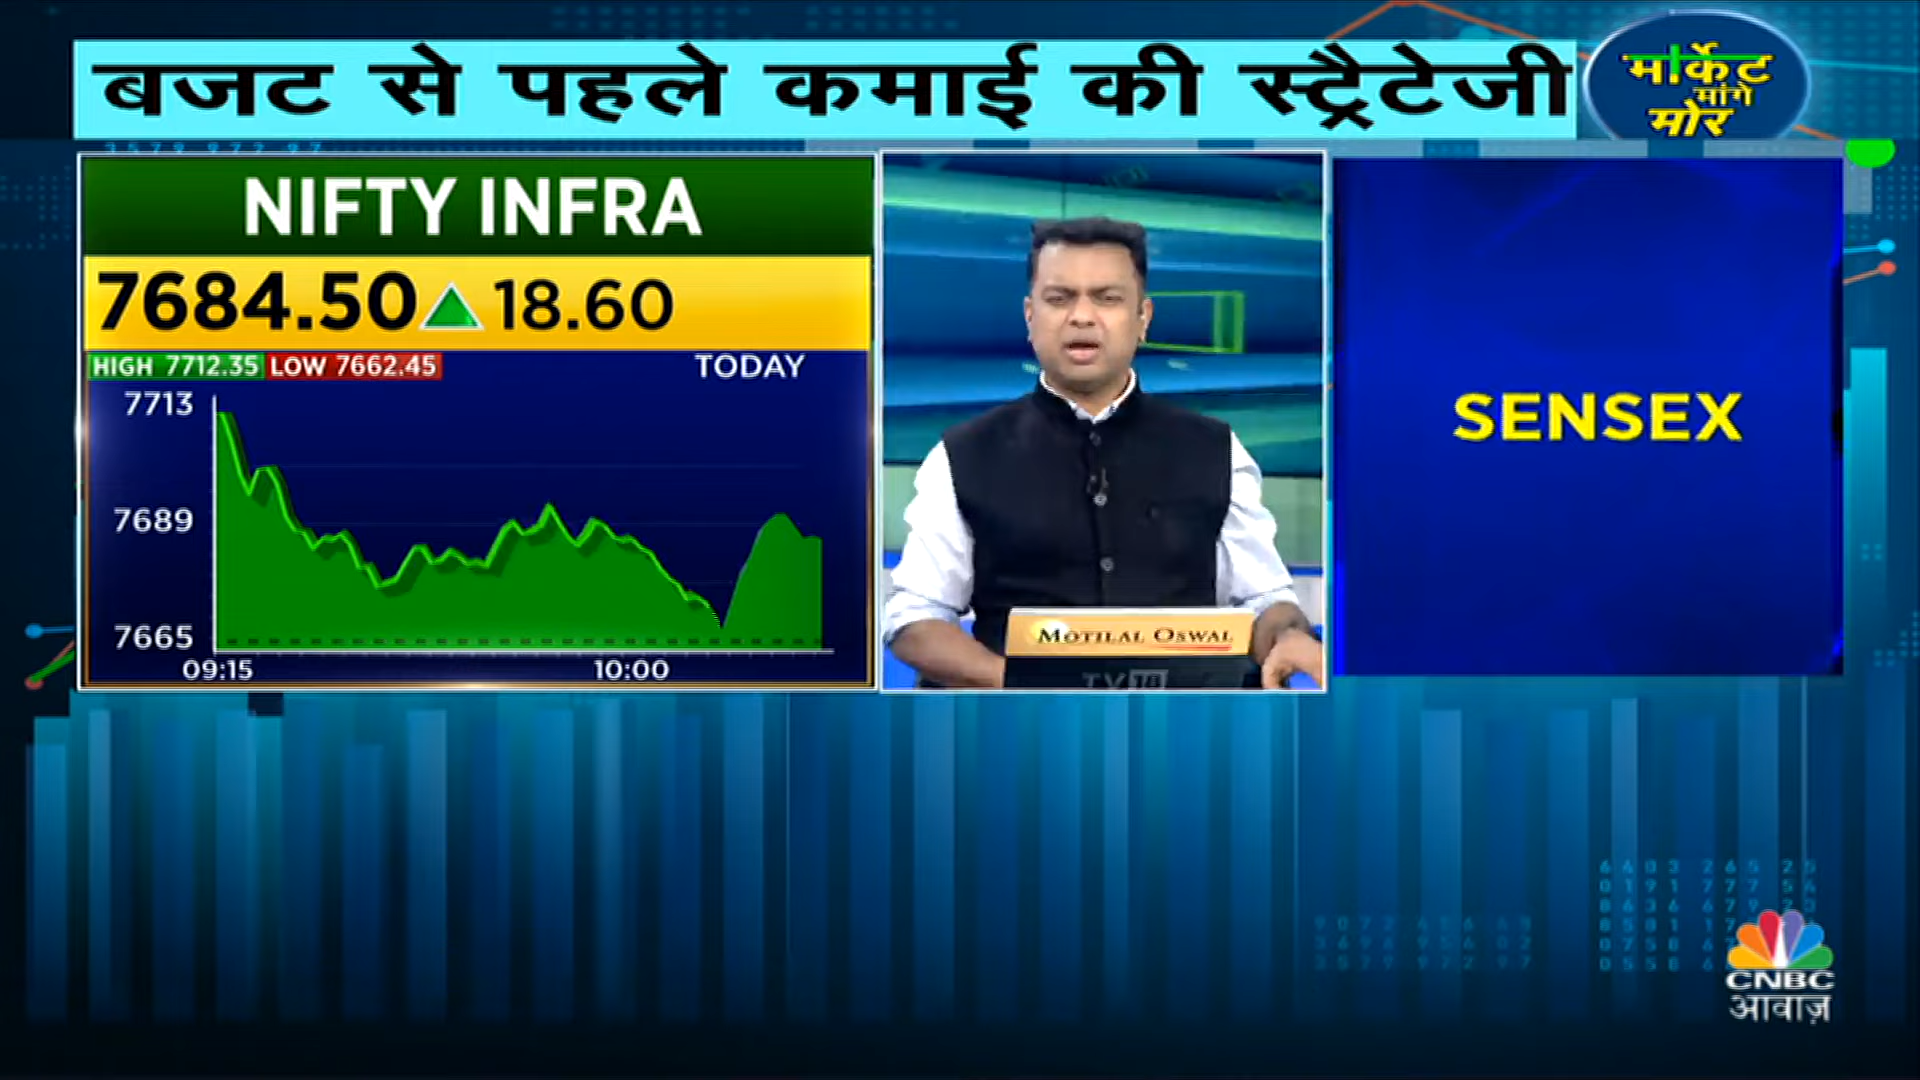 बजट से पहले कमाई की स्ट्रैटेजी
मार्केट
मांगे
मोर
NIFTY INFRA
7684.50 18.60
HIGH 7712.35 LOW 7662.45 TODAY
7713
7689
7665
09:15 10:00
MOTILAL OSWAL
TV18
SENSEX
CNBC
आवाज़